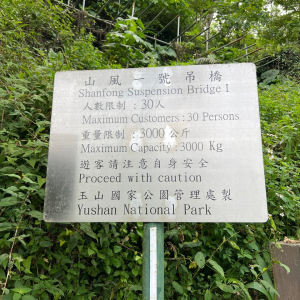 山風一號吊橋
Shanfong Suspension Bridge I
人數限制：30人
Maximum Customers : 30 Persons
重量限制：3000公斤
Maximum Capacity : 3000 Kg
遊客請注意自身安全
Proceed with caution
玉山國家公園管理處製
Yushan National Park